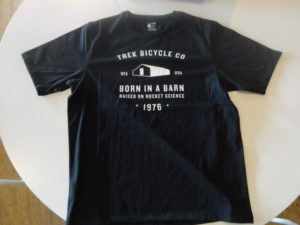 TREK BICYCLE CO
WIS USA
BORN IN A BARN
RAISED ON ROCKET SCIENCE
1976